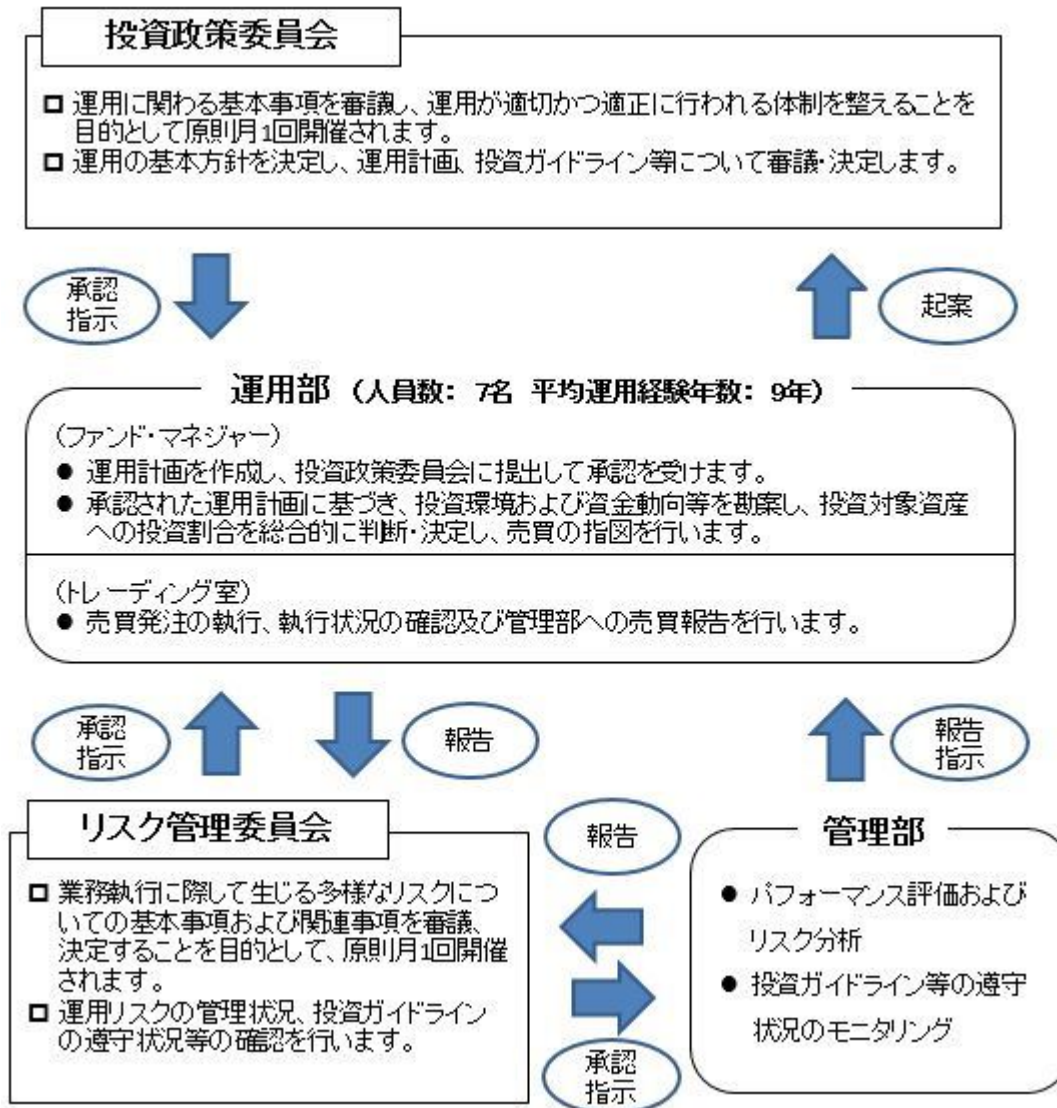 投資政策委員会
□ 運用に関わる基本事項を審議し、運用が適切かつ適正に行われる体制を整えることを
目的として原則月1回開催されます。
□ 運用の基本方針を決定し、運用計画、投資ガイドライン等について審議・決定します。
承認
指示
起案
運用部 （人員数： 7名 平均運用経験年数： 9年）
（ファンド・マネジャー）
● 運用計画を作成し、投資政策委員会に提出して承認を受けます。
● 承認された運用計画に基づき、投資環境および資金動向等を勘案し、投資対象資産
への投資割合を総合的に判断・決定し、売買の指図を行います。
（トレーディング室）
● 売買発注の執行、執行状況の確認及び管理部への売買報告を行います。
承認
指示
報告
報告
指示
リスク管理委員会
□ 業務執行に際して生じる多様なリスクにつ
いての基本事項および関連事項を審議、
決定することを目的として、原則月1回開催
されます。
□ 運用リスクの管理状況、投資ガイドライン
の遵守状況等の確認を行います。
報告
承認
指示
管理部
● パフォーマンス評価および
リスク分析
● 投資ガイドライン等の遵守
状況のモニタリング